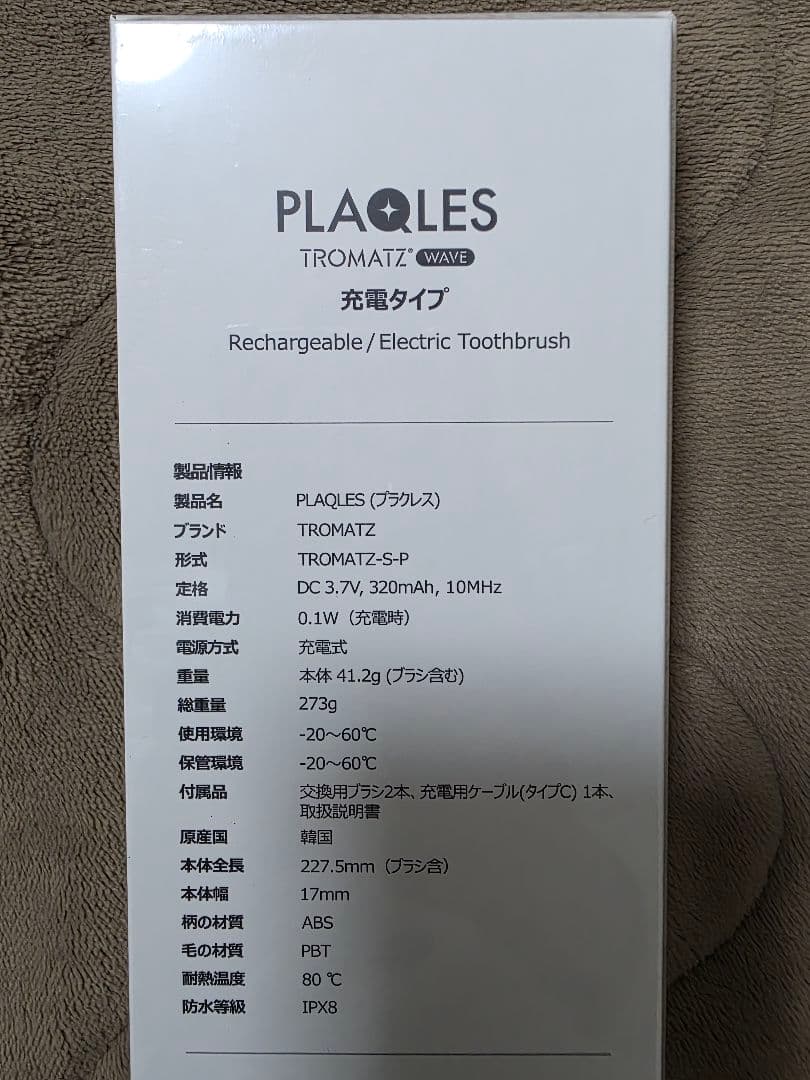 PLAQLES
TROMATZ® WAVE
充電タイプ
Rechargeable / Electric Toothbrush
製品情報
製品名 PLAQLES (プラクレス)
ブランド TROMATZ
形式 TROMATZ-S-P
定格 DC 3.7V, 320mAh, 10MHz
消費電力 0.1W（充電時）
電源方式 充電式
重量 本体 41.2g (ブラシ含む)
総重量 273g
使用環境 -20～60℃
保管環境 -20～60℃
付属品 交換用ブラシ2本、充電用ケーブル(タイプC) 1本、
取扱説明書
原産国 韓国
本体全長 227.5mm（ブラシ含）
本体幅 17mm
柄の材質 ABS
毛の材質 PBT
耐熱温度 80 ℃
防水等級 IPX8